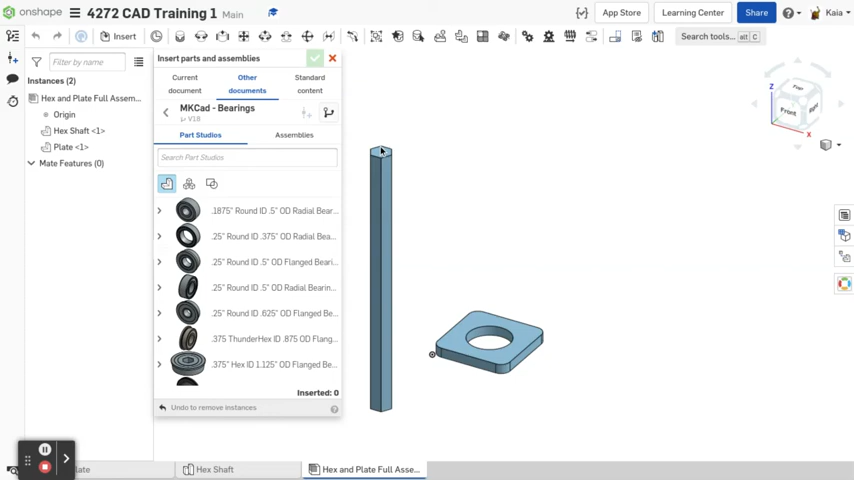 onshape 4272 CAD Training 1 Main App Store Learning Center Share Kaia
Insert Search tools... alt c
Filter by name
Instances (2)
Hex and Plate Full Assem...
Origin
Hex Shaft <1>
Plate <1>
Mate Features (0)
Insert parts and assemblies
Current document
Other documents
Standard content
MKCad - Bearings
V18
Part Studios Assemblies
Search Part Studios
.1875" Round ID .5" OD Radial Bear...
.25" Round ID .375" OD Radial Bea...
.25" Round ID .5" OD Flanged Beari...
.25" Round ID .5" OD Radial Bearin...
.25" Round ID .625" OD Flanged Be...
.375 ThunderHex ID .875 OD Flang...
.375" Hex ID 1.125" OD Flanged Be...
Inserted: 0
Undo to remove instances
Z
Front
Right
X
late Hex Shaft Hex and Plate Full Asse...